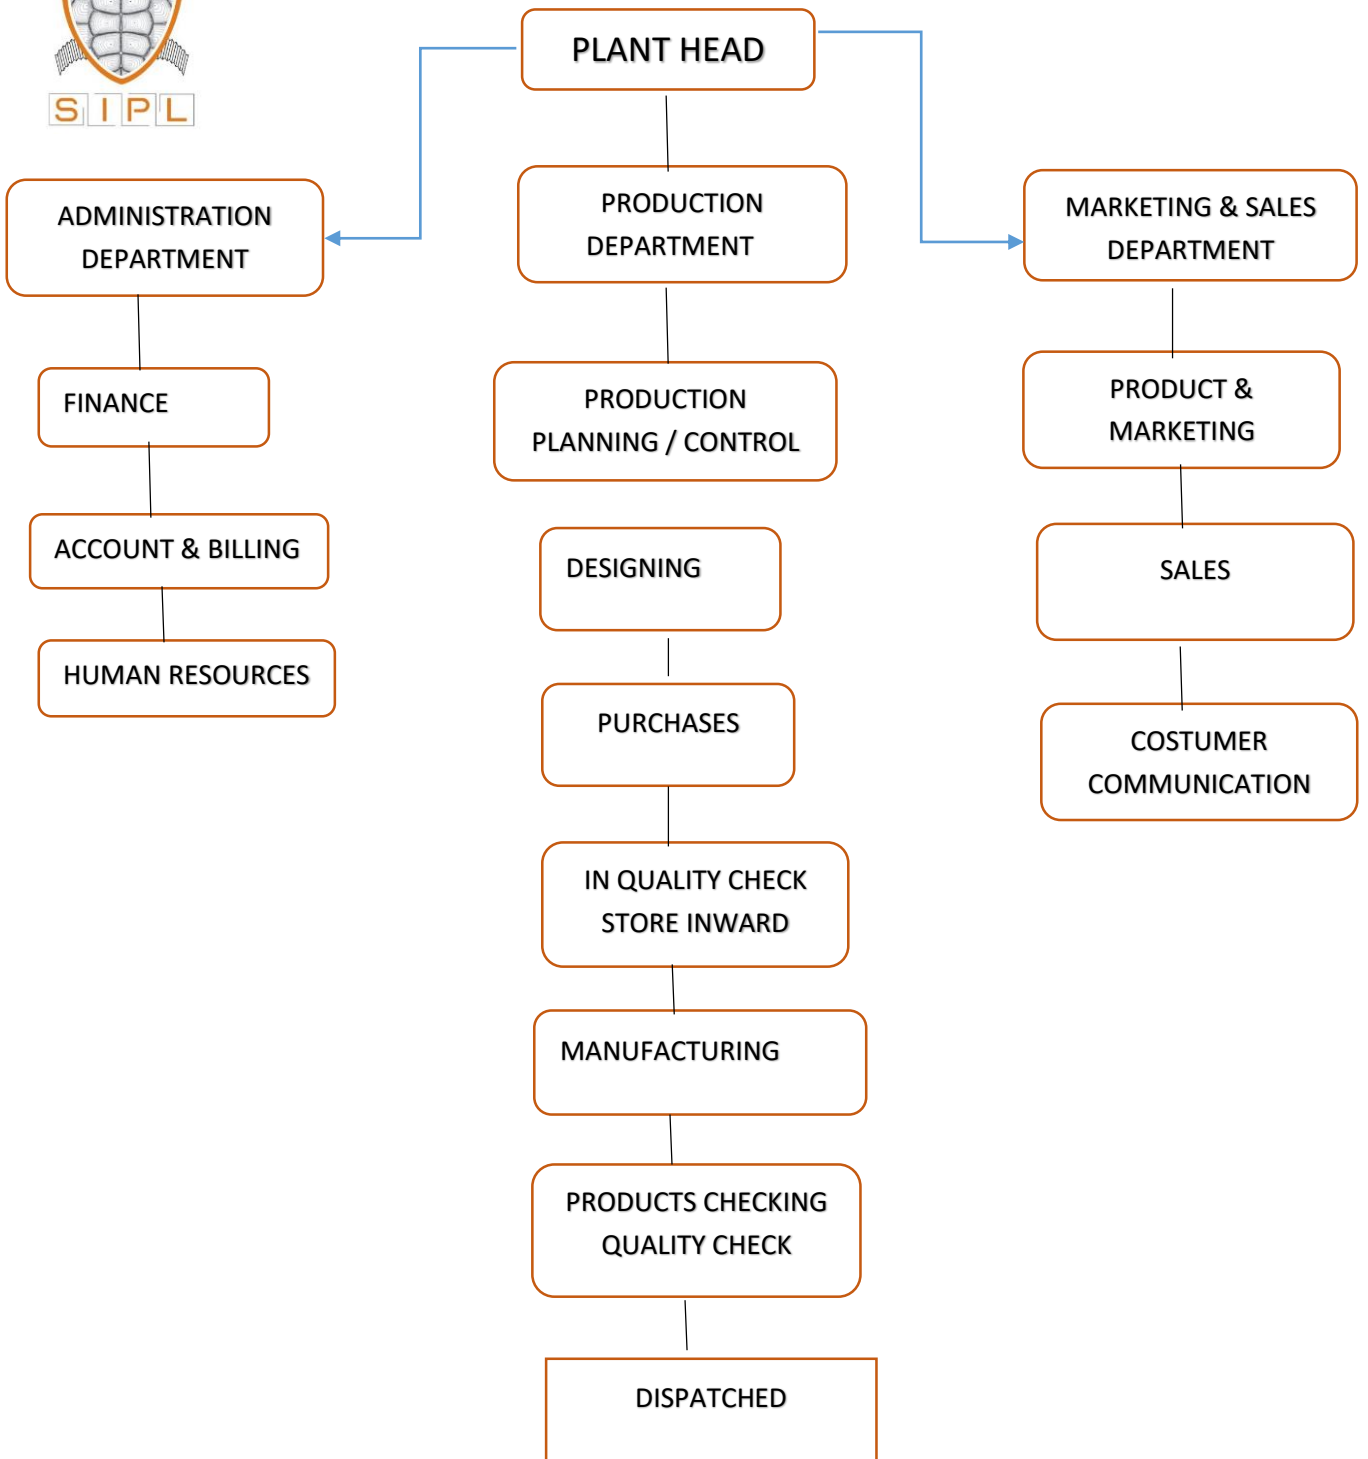 SIPL
PLANT HEAD
ADMINISTRATION
DEPARTMENT
FINANCE
ACCOUNT & BILLING
HUMAN RESOURCES
PRODUCTION
DEPARTMENT
PRODUCTION
PLANNING / CONTROL
DESIGNING
PURCHASES
IN QUALITY CHECK
STORE INWARD
MANUFACTURING
PRODUCTS CHECKING
QUALITY CHECK
DISPATCHED
MARKETING & SALES
DEPARTMENT
PRODUCT &
MARKETING
SALES
COSTUMER
COMMUNICATION